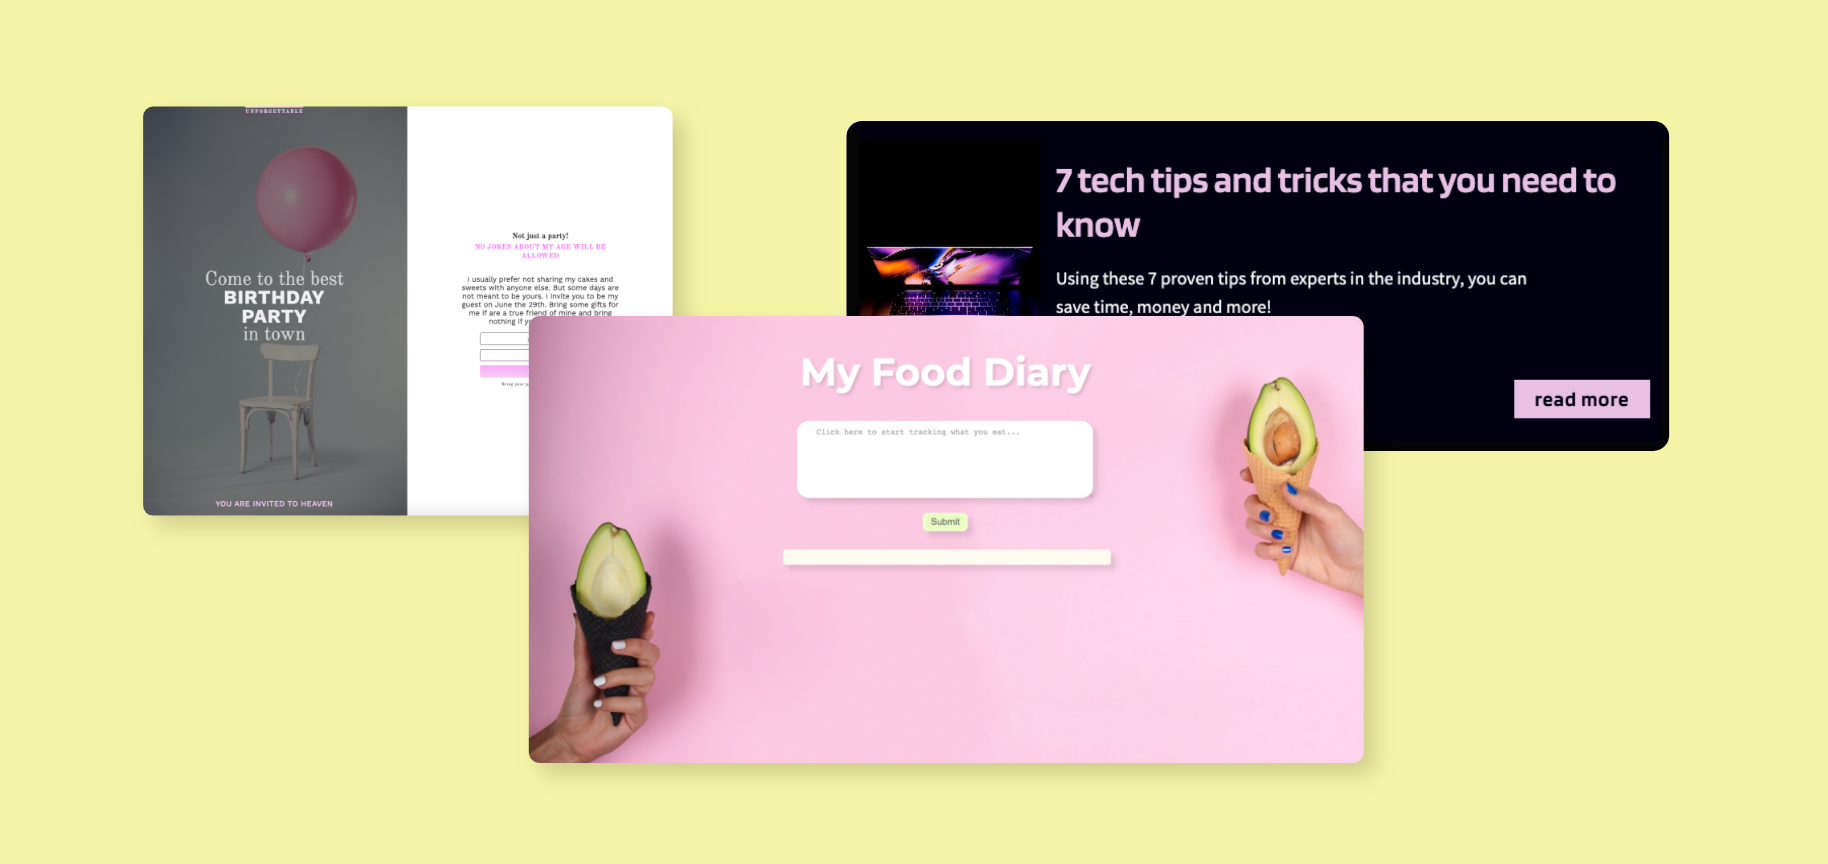 UNFORGETTABLE
Come to the best
BIRTHDAY
PARTY
in town
YOU ARE INVITED TO HEAVEN
Not just a party!
NO JOKES ABOUT MY AGE WILL BE
ALLOWED
I usually prefer not sharing my cakes and
sweets with anyone else. But some days are
not meant to be yours. I invite you to be my
guest on June the 29th. Bring some gifts for
me if are a true friend of mine and bring
nothing if
Bring your
7 tech tips and tricks that you need to
know
Using these 7 proven tips from experts in the industry, you can
save time, money and more!
read more
My Food Diary
Click here to start tracking what you eat...
Submit